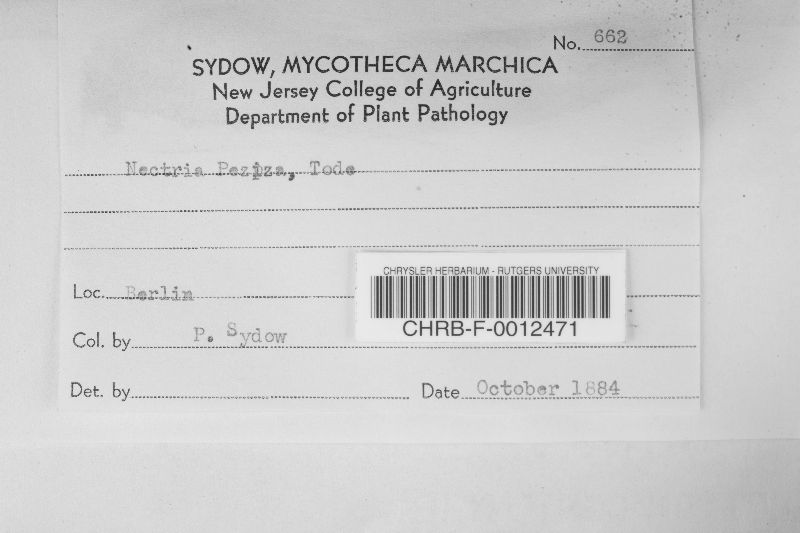 No. 662
SYDOW, MYCOTHECA MARCHICA
New Jersey College of Agriculture
Department of Plant Pathology
Nectria Peziza, Tode
Loc. Berlin
CHRYSLER HERBARIUM - RUTGERS UNIVERSITY
CHRB-F-0012471
Col. by P. Sydow
Det. by
Date October 1884